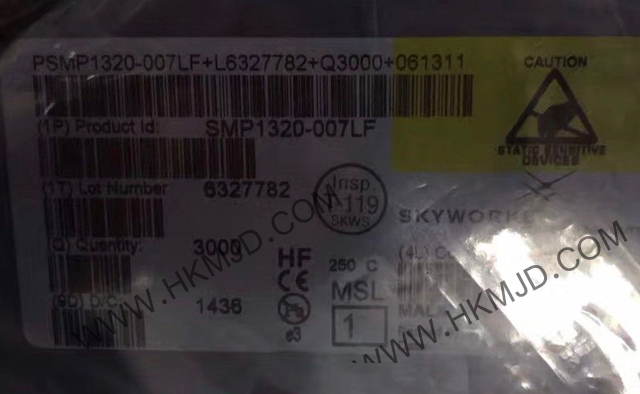 PSMP1320-007LF+L6327782+Q3000+061311
CAUTION
(1P) Product Id: SMP1320-007LF
STATIC SENSITIVE
DEVICES
(1T) Lot Number 6327782
Insp.
119
SKWS
SKYWORKS
(Q) Quantity: 3000
HF
250 C
MSL
1
(9D) D/C 1436
e3
WWW.HKMJD.COM
WWW.HKMJD.COM